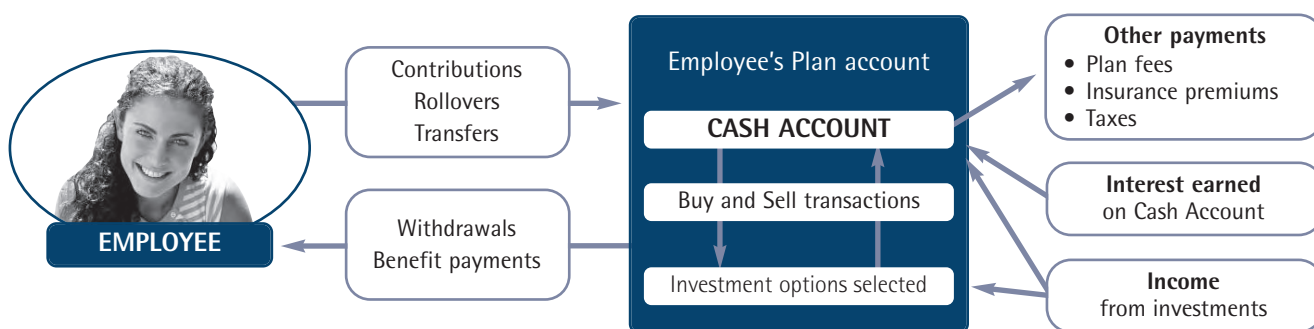 EMPLOYEE
Contributions
Rollovers
Transfers
Withdrawals
Benefit payments
Employee’s Plan account
CASH ACCOUNT
Buy and Sell transactions
Investment options selected
Other payments
• Plan fees
• Insurance premiums
• Taxes
Interest earned
on Cash Account
Income
from investments